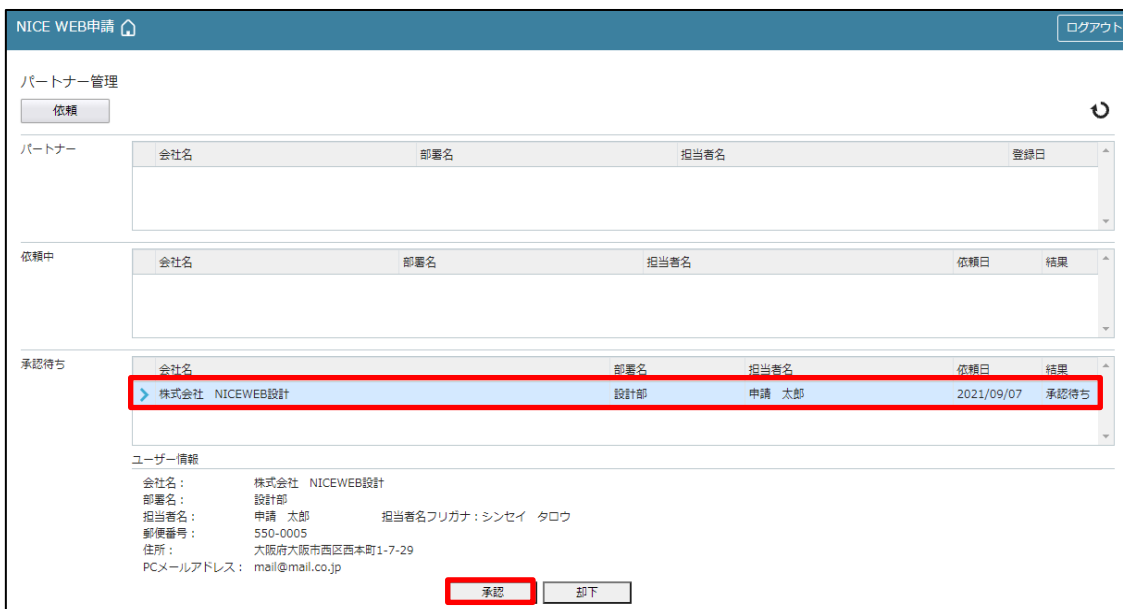 NICE WEB申請 ログアウト
パートナー管理
依頼
パートナー
会社名 部署名 担当者名 登録日
依頼中
会社名 部署名 担当者名 依頼日 結果
承認待ち
会社名 部署名 担当者名 依頼日 結果
株式会社　NICEWEB設計 設計部 申請　太郎 2021/09/07 承認待ち
ユーザー情報
会社名： 株式会社　NICEWEB設計
部署名： 設計部
担当者名： 申請　太郎 担当者名フリガナ：シンセイ　タロウ
郵便番号： 550-0005
住所： 大阪府大阪市西区西本町1-7-29
PCメールアドレス： mail@mail.co.jp
承認 却下